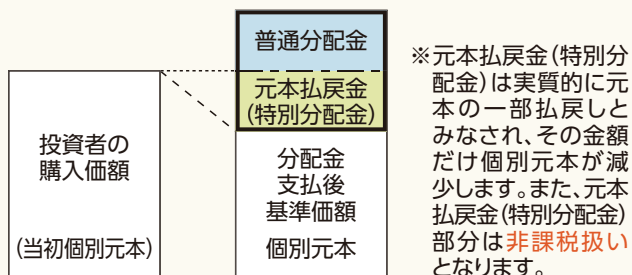 投資者の
購入価額
(当初個別元本)
普通分配金
元本払戻金
(特別分配金)
分配金
支払後
基準価額
個別元本
※元本払戻金(特別分
配金)は実質的に元
本の一部払戻しと
みなされ、その金額
だけ個別元本が減
少します。また、元本
払戻金(特別分配金)
部分は非課税扱い
となります。